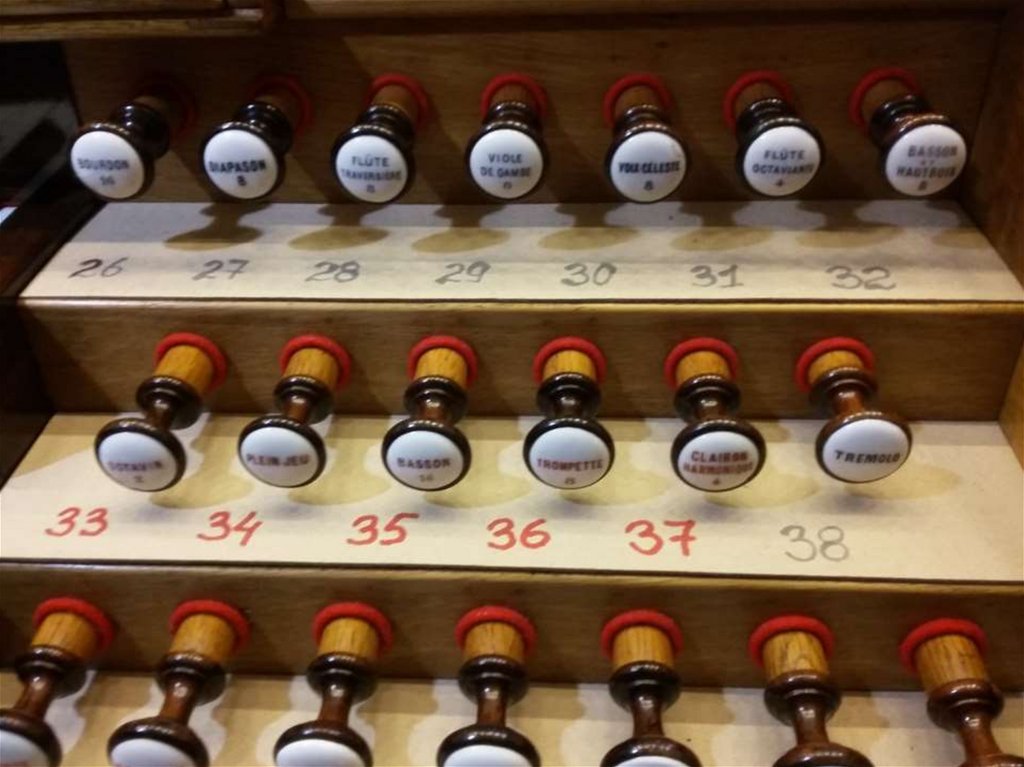 BOURDON
16
DIAPASON
8
FLÛTE
TRAVERSIÈRE
8
VIOLE
DE GAMBE
8
VOIX CÉLESTE
8
FLÛTE
OCTAVIANTE
4
BASSON
ET
HAUTBOIS
8
26 27 28 29 30 31 32
OCTAVIN
2
PLEIN-JEU
BASSON
16
TROMPETTE
8
CLAIRON
HARMONIQUE
4
TREMOLO
33 34 35 36 37 38